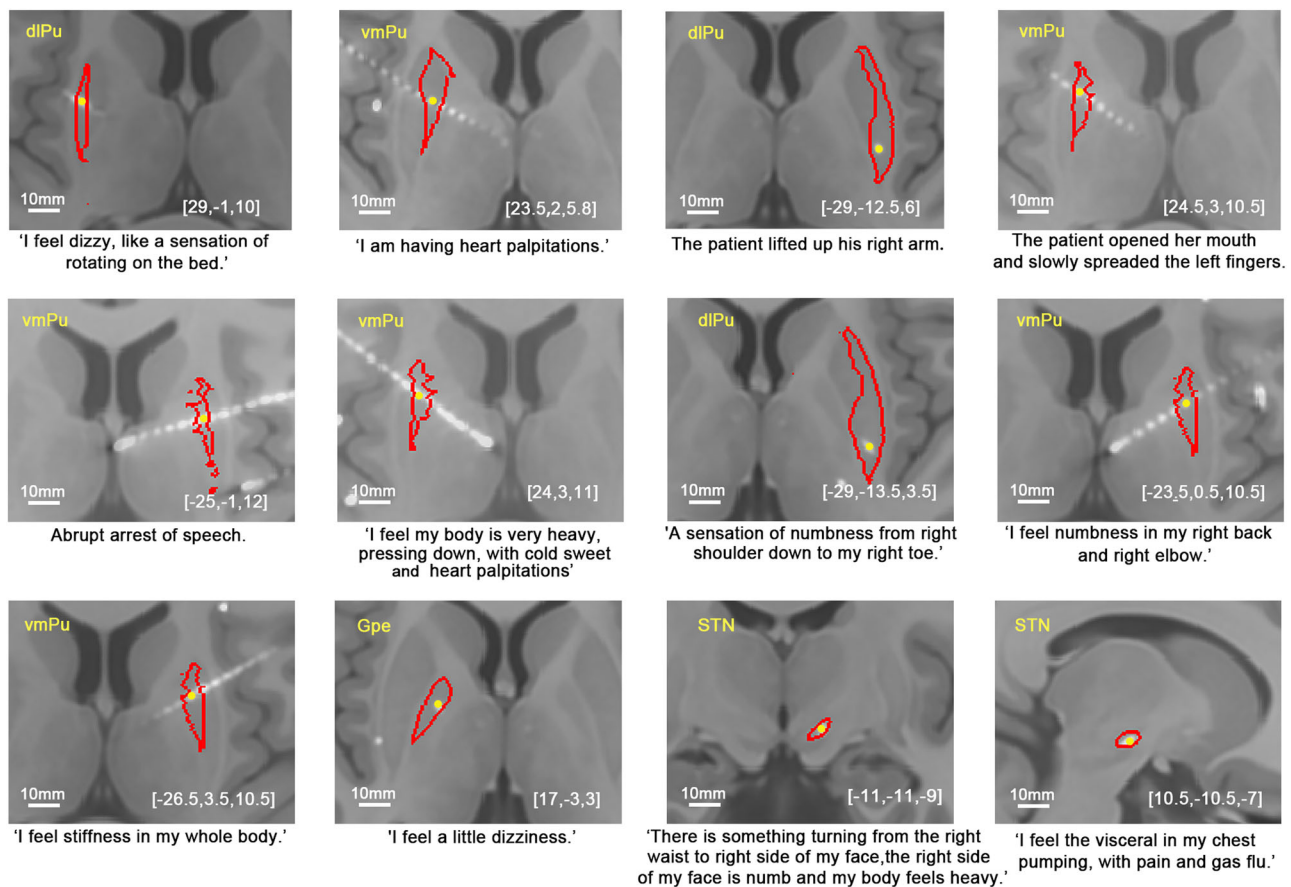 dlPu
10mm
[29,-1,10]
'I feel dizzy, like a sensation of
rotating on the bed.'
vmPu
10mm
[23.5,2,5.8]
'I am having heart palpitations.'
dlPu
10mm
[-29,-12.5,6]
The patient lifted up his right arm.
vmPu
10mm
[24.5,3,10.5]
The patient opened her mouth
and slowly spreaded the left fingers.
vmPu
10mm
[-25,-1,12]
Abrupt arrest of speech.
vmPu
10mm
[24,3,11]
'I feel my body is very heavy,
pressing down, with cold sweet
and heart palpitations'
dlPu
10mm
[-29,-13.5,3.5]
'A sensation of numbness from right
shoulder down to my right toe.'
vmPu
10mm
[-23,5,0.5,10.5]
'I feel numbness in my right back
and right elbow.'
vmPu
10mm
[-26.5,3.5,10.5]
'I feel stiffness in my whole body.'
Gpe
10mm
[17,-3,3]
'I feel a little dizziness.'
STN
10mm
[-11,-11,-9]
'There is something turning from the right
waist to right side of my face,the right side
of my face is numb and my body feels heavy.'
STN
10mm
[10.5,-10.5,-7]
'I feel the visceral in my chest
pumping, with pain and gas flu.'